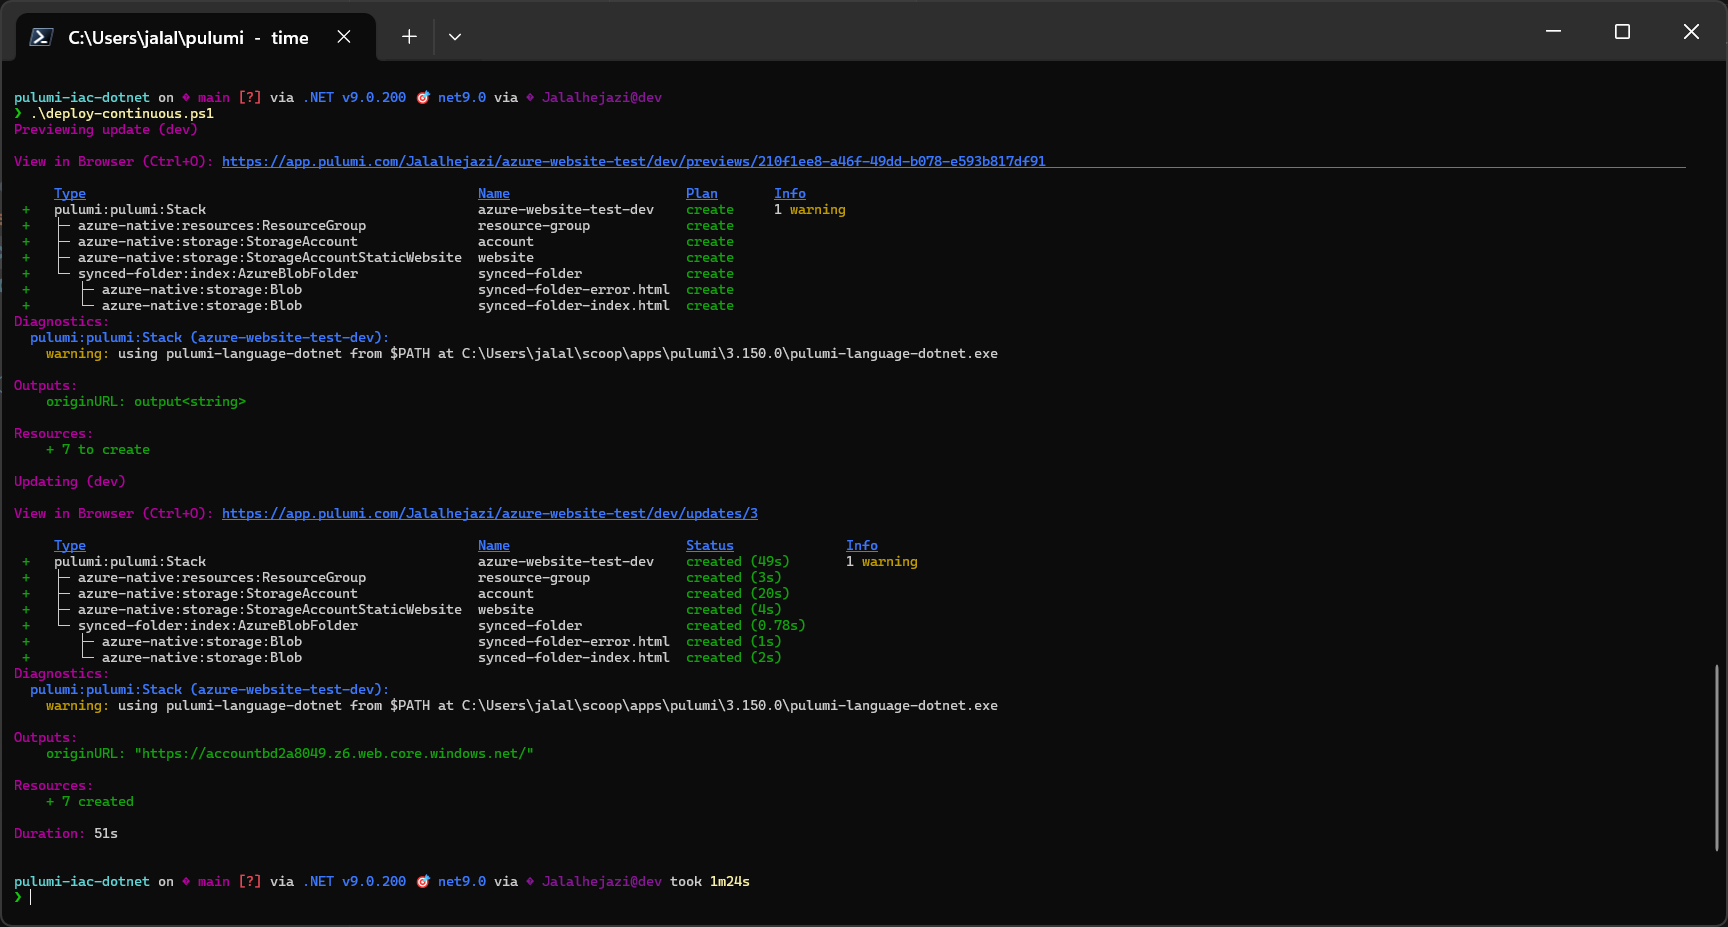 C:\Users\jalal\pulumi - time
pulumi-iac-dotnet on � main [?] via .NET v9.0.200 🎯 net9.0 via � Jalalhejazi@dev
❯ .\deploy-continuous.ps1
Previewing update (dev)
View in Browser (Ctrl+O): https://app.pulumi.com/Jalalhejazi/azure-website-test/dev/previews/210f1ee8-a46f-49dd-b078-e593b817df91
Type Name Plan Info
+ pulumi:pulumi:Stack azure-website-test-dev create 1 warning
+ ├─ azure-native:resources:ResourceGroup resource-group create
+ ├─ azure-native:storage:StorageAccount account create
+ ├─ azure-native:storage:StorageAccountStaticWebsite website create
+ └─ synced-folder:index:AzureBlobFolder synced-folder create
+ ├─ azure-native:storage:Blob synced-folder-error.html create
+ └─ azure-native:storage:Blob synced-folder-index.html create
Diagnostics:
pulumi:pulumi:Stack (azure-website-test-dev):
warning: using pulumi-language-dotnet from $PATH at C:\Users\jalal\scoop\apps\pulumi\3.150.0\pulumi-language-dotnet.exe
Outputs:
originURL: output<string>
Resources:
+ 7 to create
Updating (dev)
View in Browser (Ctrl+O): https://app.pulumi.com/Jalalhejazi/azure-website-test/dev/updates/3
Type Name Status Info
+ pulumi:pulumi:Stack azure-website-test-dev created (49s) 1 warning
+ ├─ azure-native:resources:ResourceGroup resource-group created (3s)
+ ├─ azure-native:storage:StorageAccount account created (20s)
+ ├─ azure-native:storage:StorageAccountStaticWebsite website created (4s)
+ └─ synced-folder:index:AzureBlobFolder synced-folder created (0.78s)
+ ├─ azure-native:storage:Blob synced-folder-error.html created (1s)
+ └─ azure-native:storage:Blob synced-folder-index.html created (2s)
Diagnostics:
pulumi:pulumi:Stack (azure-website-test-dev):
warning: using pulumi-language-dotnet from $PATH at C:\Users\jalal\scoop\apps\pulumi\3.150.0\pulumi-language-dotnet.exe
Outputs:
originURL: "https://accountbd2a8049.z6.web.core.windows.net/"
Resources:
+ 7 created
Duration: 51s
pulumi-iac-dotnet on � main [?] via .NET v9.0.200 🎯 net9.0 via � Jalalhejazi@dev took 1m24s
❯